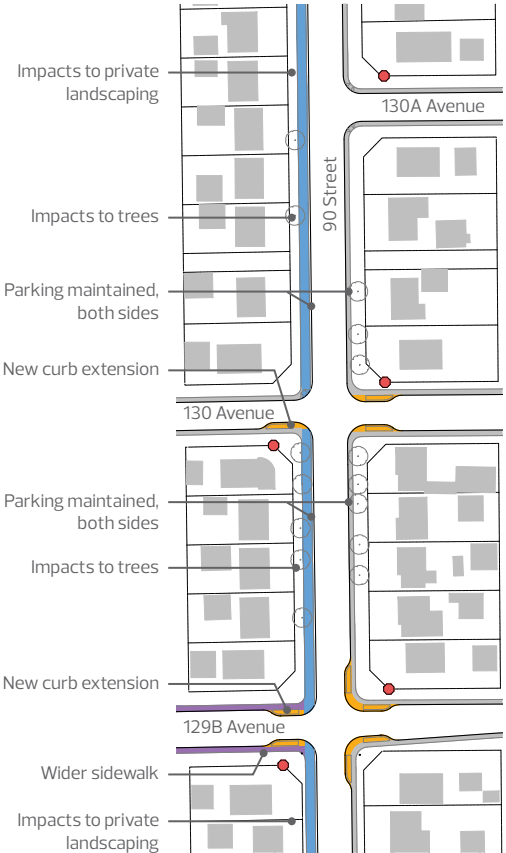 Impacts to private
landscaping
130A Avenue
90 Street
Impacts to trees
Parking maintained,
both sides
New curb extension
130 Avenue
Parking maintained,
both sides
Impacts to trees
New curb extension
129B Avenue
Wider sidewalk
Impacts to private
landscaping